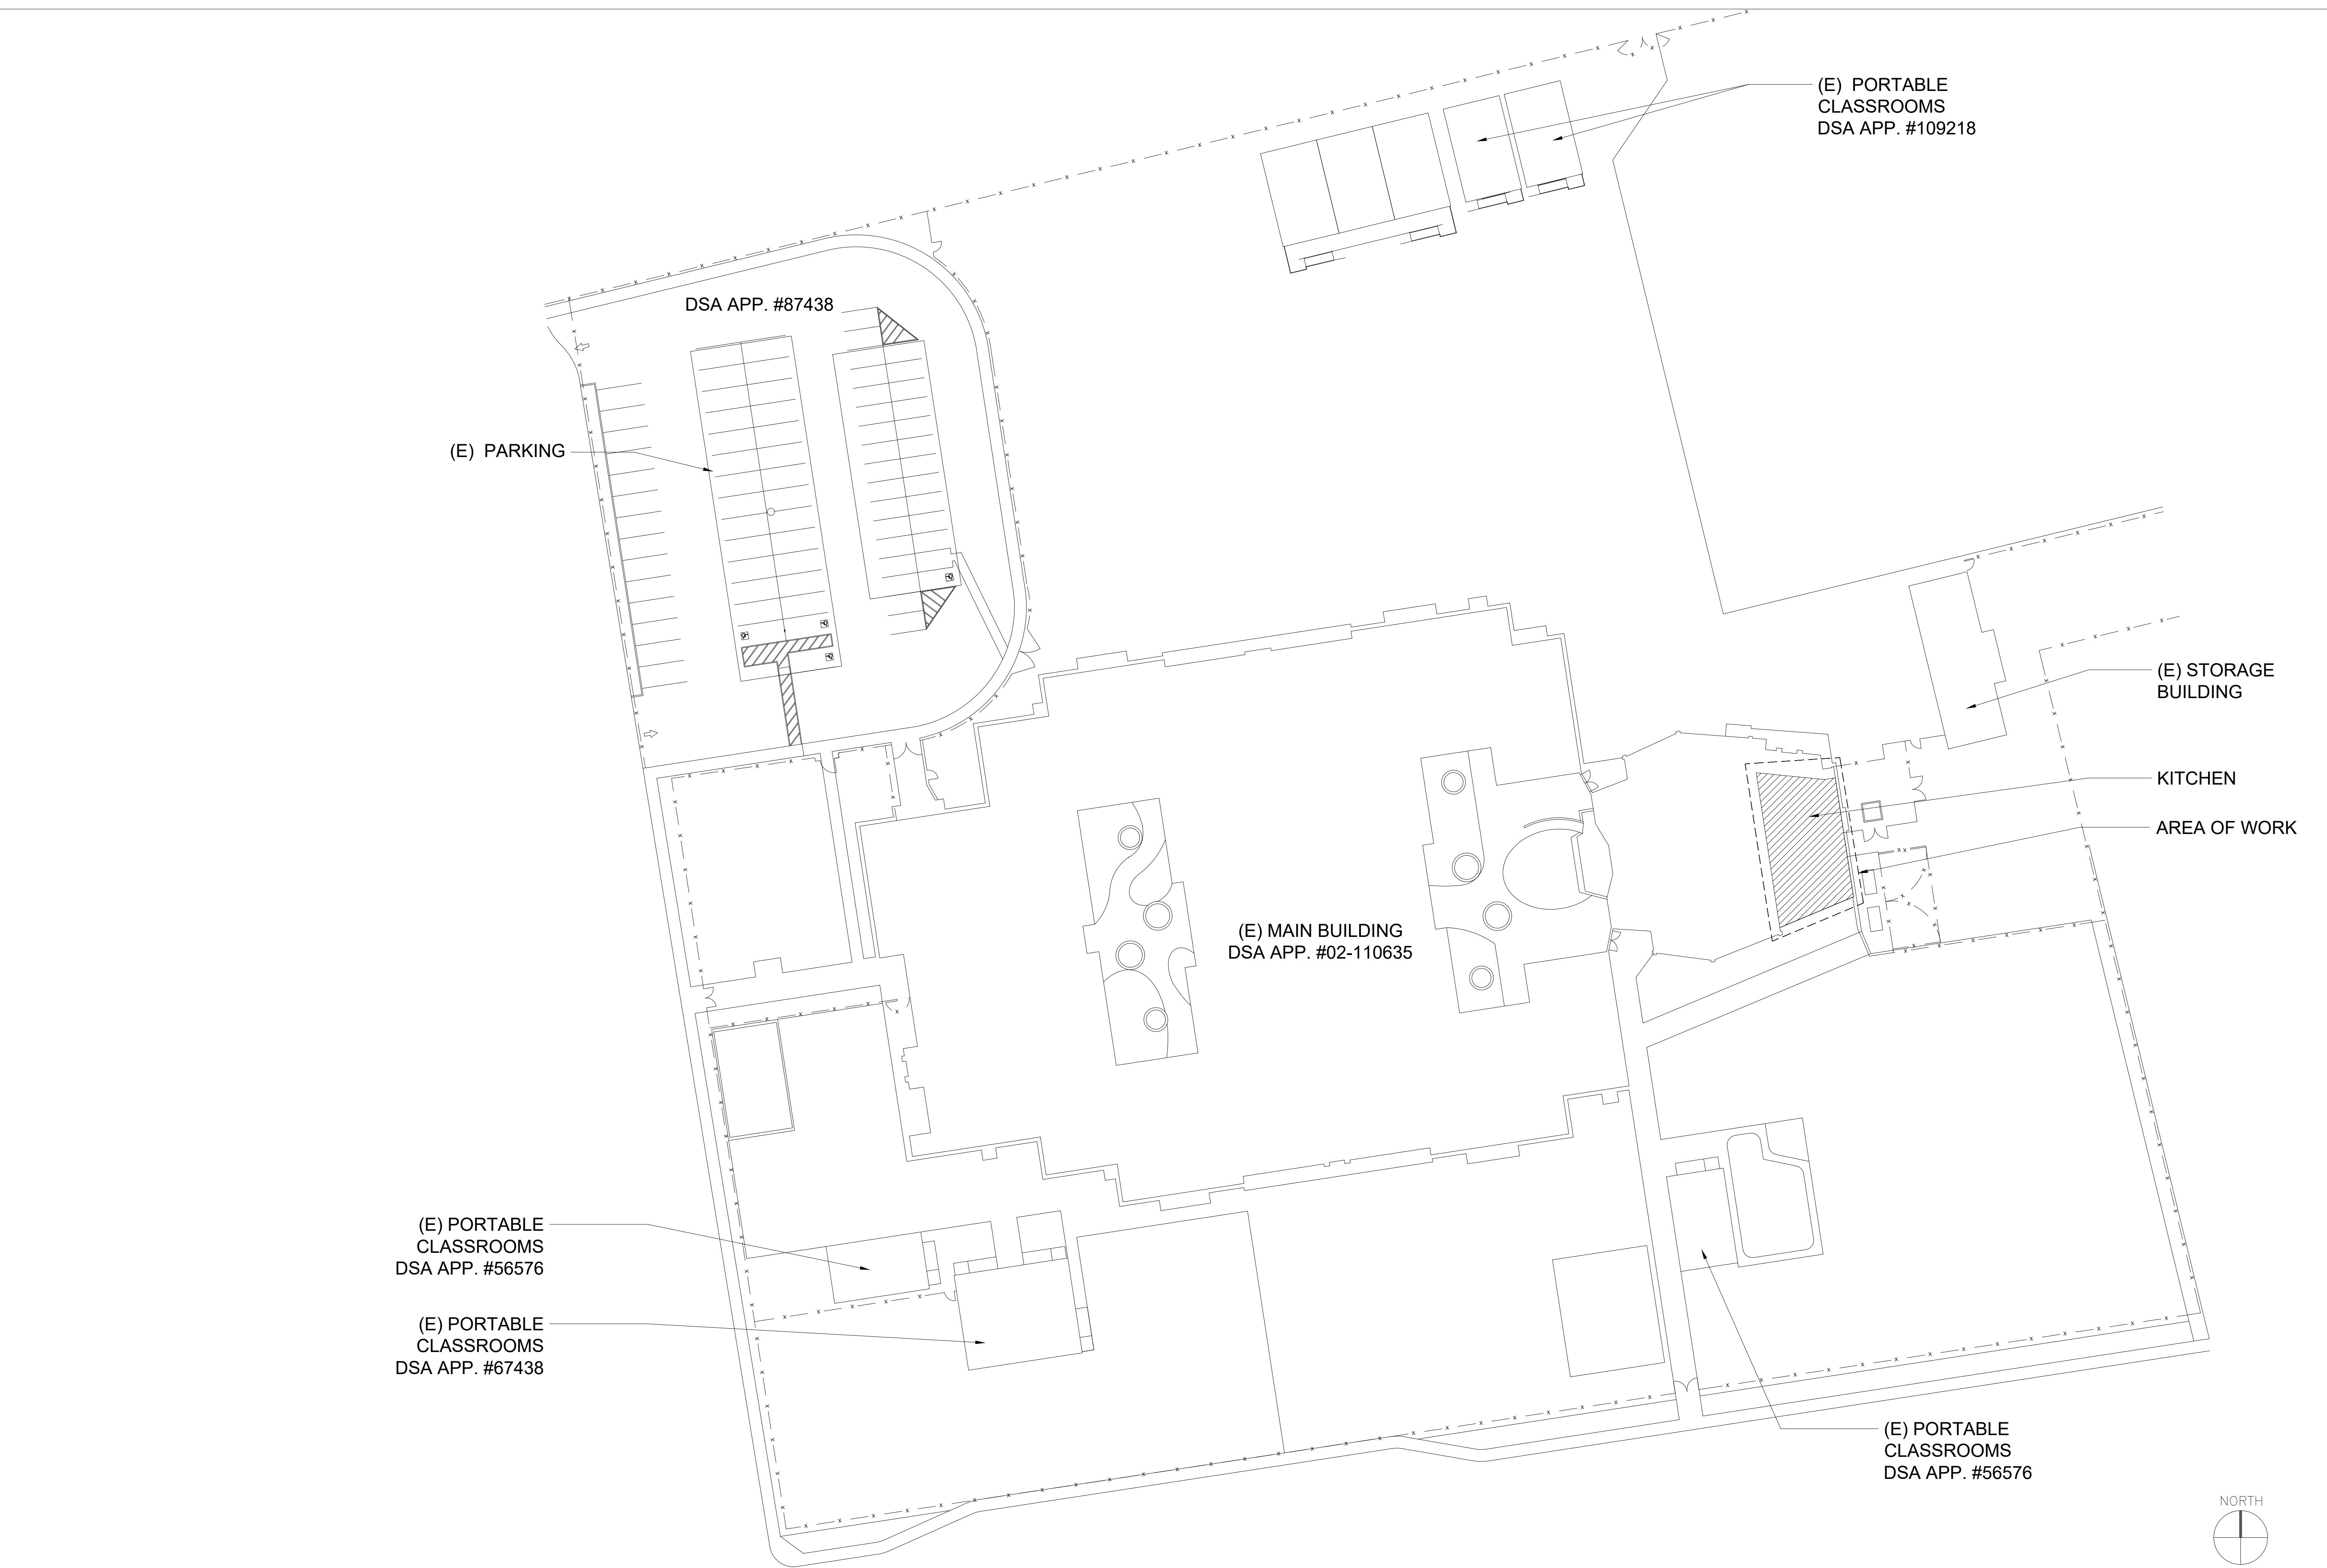 (E) PORTABLE
CLASSROOMS
DSA APP. #109218
DSA APP. #87438
(E) PARKING
(E) STORAGE
BUILDING
KITCHEN
AREA OF WORK
(E) MAIN BUILDING
DSA APP. #02-110635
(E) PORTABLE
CLASSROOMS
DSA APP. #56576
(E) PORTABLE
CLASSROOMS
DSA APP. #67438
(E) PORTABLE
CLASSROOMS
DSA APP. #56576
NORTH